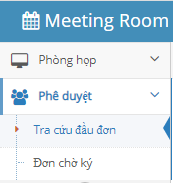 Meeting Room
Phòng họp
Phê duyệt
Tra cứu đầu đơn
Đơn chờ ký